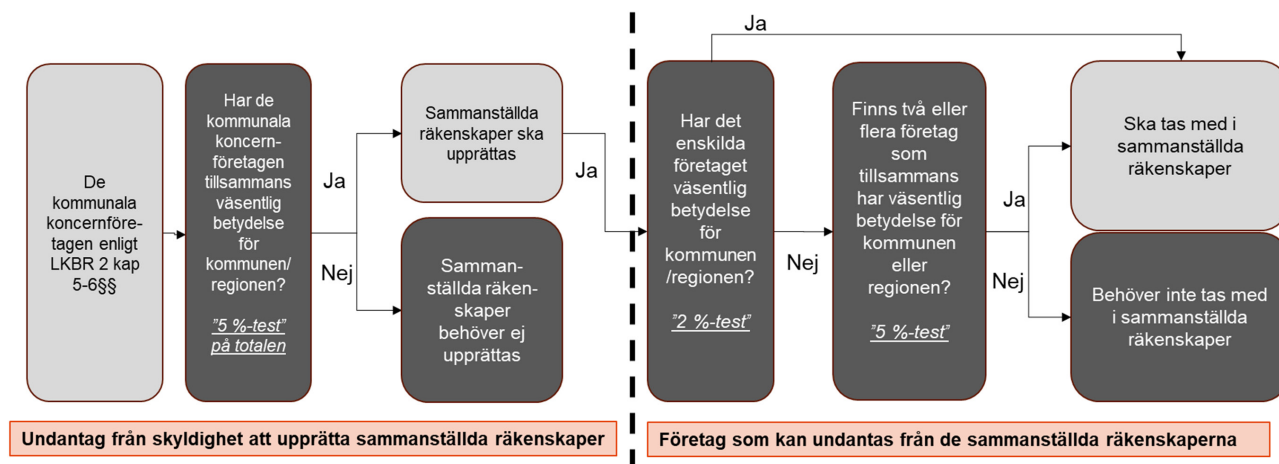 De
kommunala
koncernföre-
tagen enligt
LKBR 2 kap
5-6§§
Har de
kommunala
koncern-
företagen
tillsammans
väsentlig
betydelse
för
kommunen/
regionen?
"5 %-test"
på totalen
Ja
Nej
Sammanställda
räkenskaper ska
upprättas
Samman-
ställda räken-
skaper
behöver ej
upprättas
Undantag från skyldighet att upprätta sammanställda räkenskaper
Ja
Ja
Har det
enskilda
företaget
väsentlig
betydelse
för
kommunen
/regionen?
"2 %-test"
Nej
Finns två eller
flera företag
som
tillsammans
har väsentlig
betydelse för
kommunen
eller
regionen?
"5 %-test"
Ja
Nej
Ska tas med i
sammanställda
räkenskaper
Behöver inte tas med
i sammanställda
räkenskaper
Företag som kan undantas från de sammanställda räkenskaperna